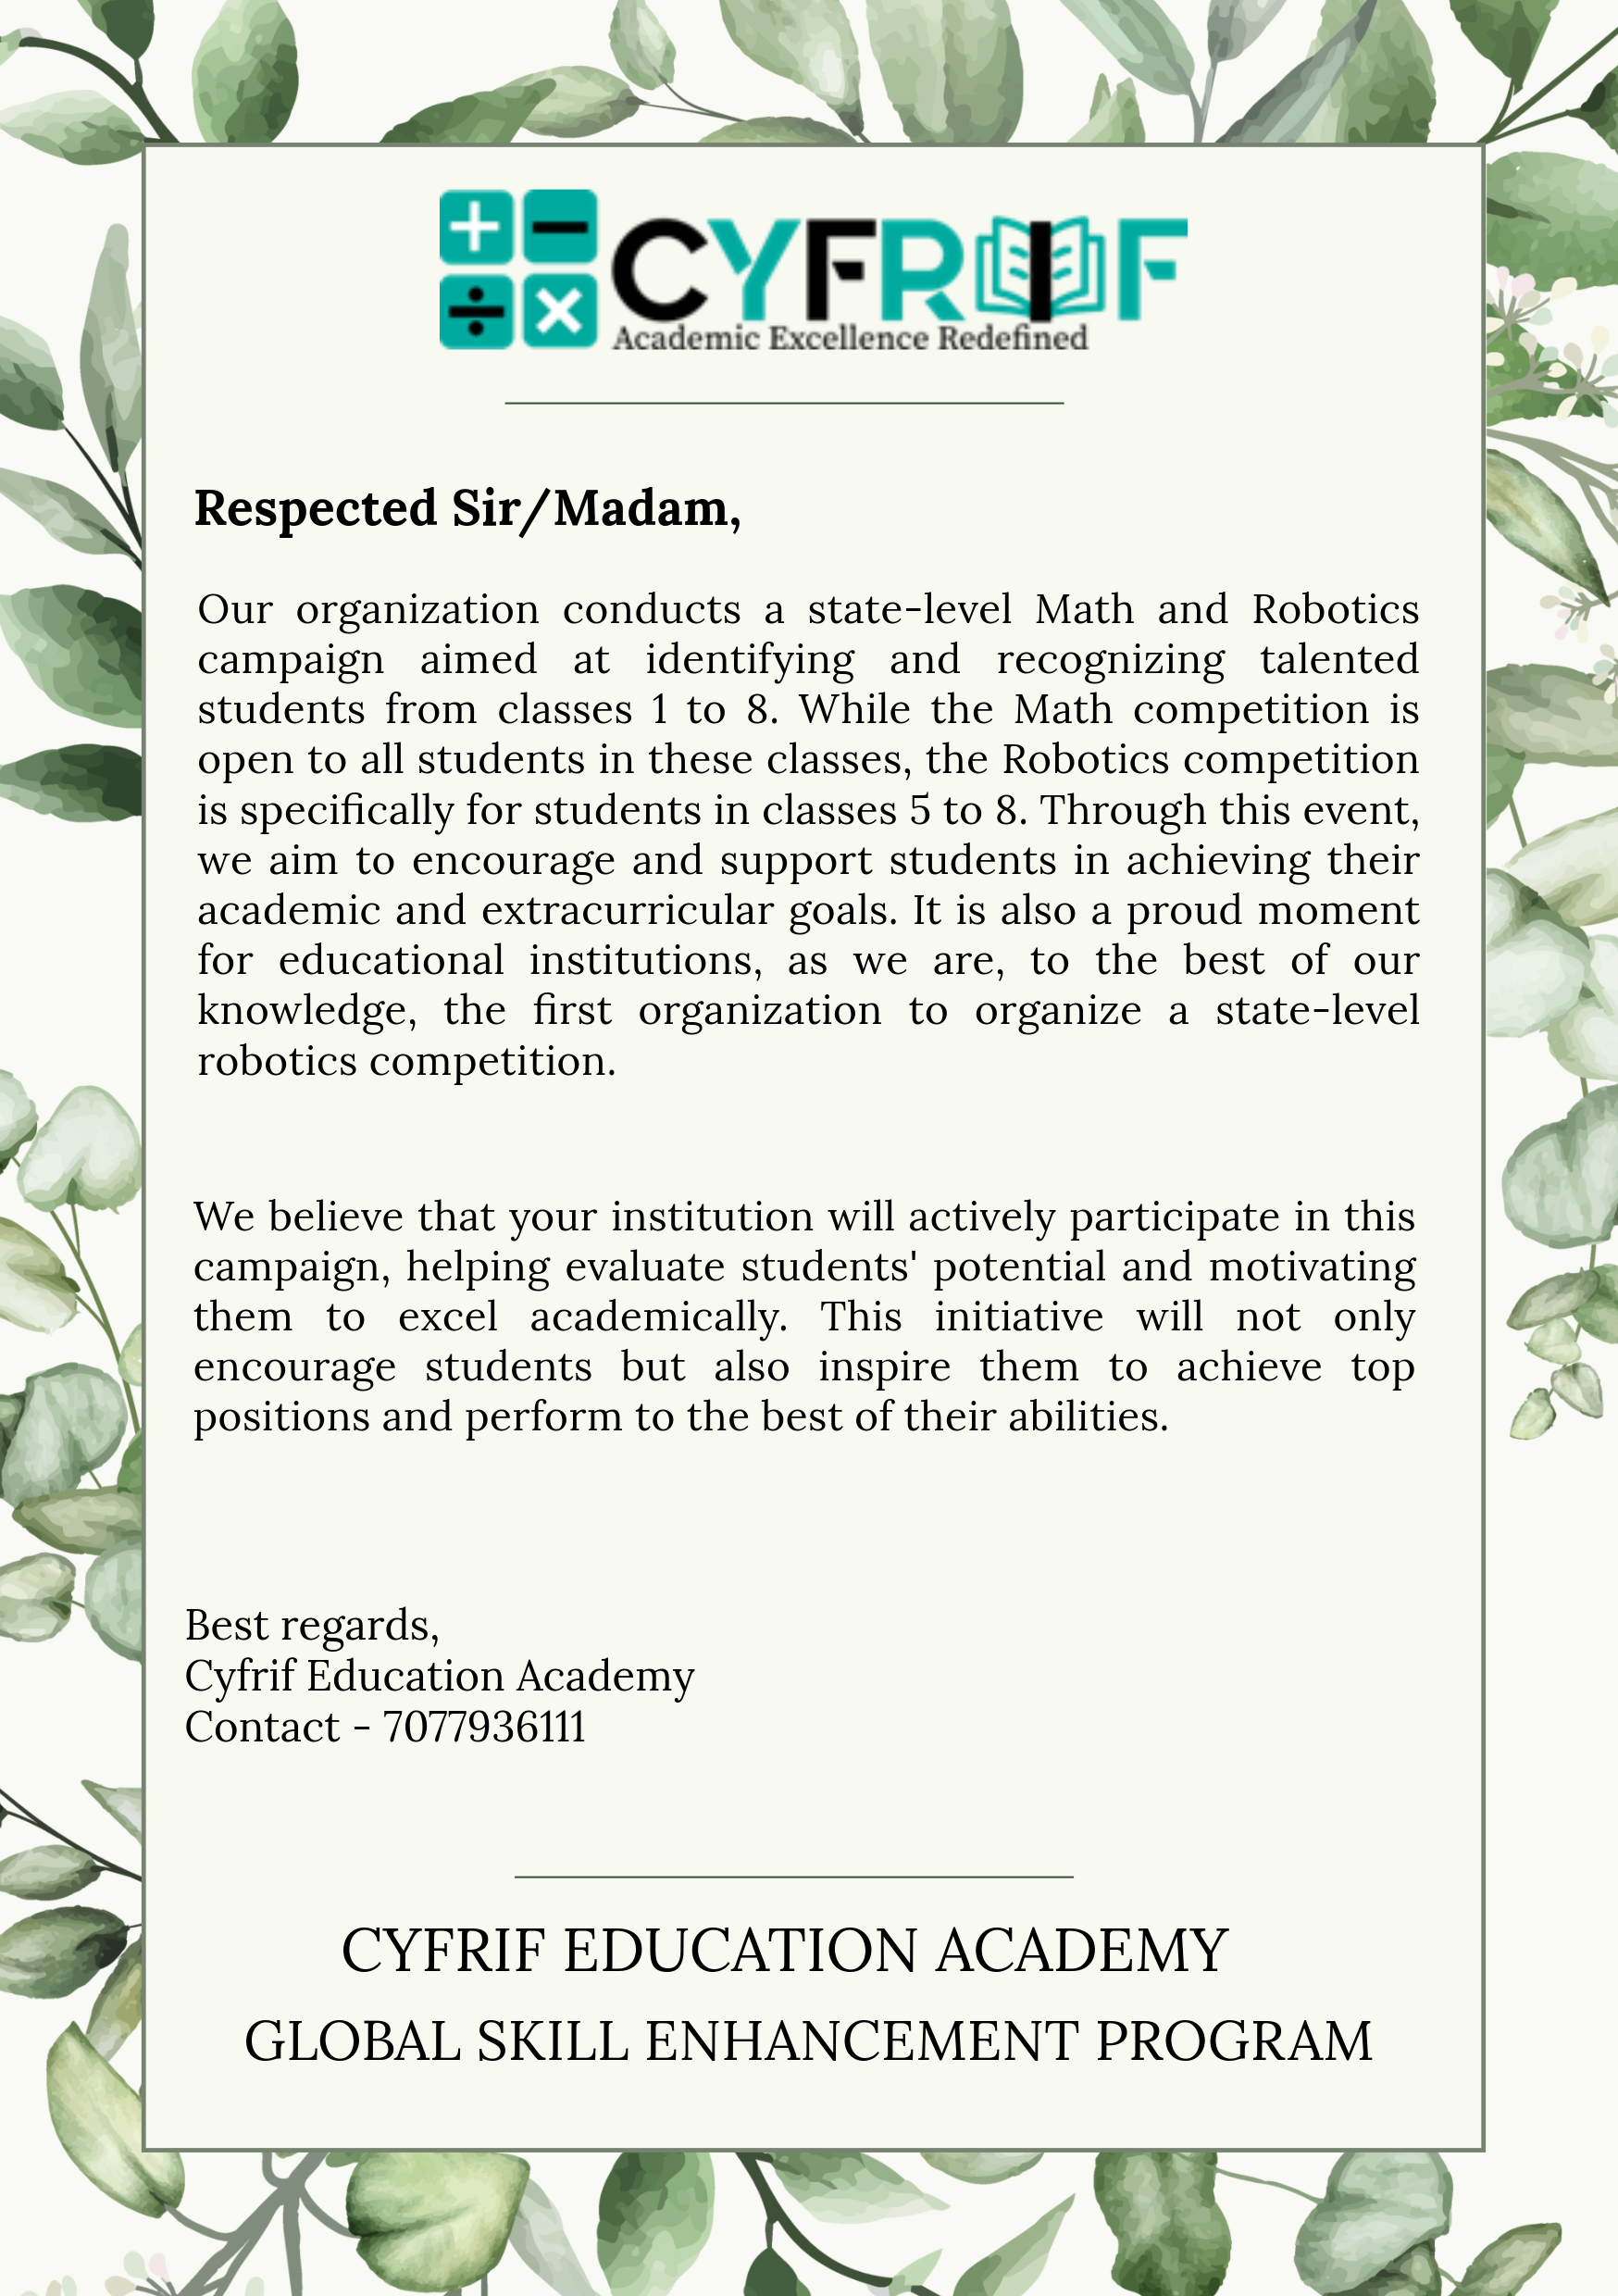 CYFRIF
Academic Excellence Redefined
Respected Sir/Madam,
Our organization conducts a state-level Math and Robotics
campaign aimed at identifying and recognizing talented
students from classes 1 to 8. While the Math competition is
open to all students in these classes, the Robotics competition
is specifically for students in classes 5 to 8. Through this event,
we aim to encourage and support students in achieving their
academic and extracurricular goals. It is also a proud moment
for educational institutions, as we are, to the best of our
knowledge, the first organization to organize a state-level
robotics competition.
We believe that your institution will actively participate in this
campaign, helping evaluate students' potential and motivating
them to excel academically. This initiative will not only
encourage students but also inspire them to achieve top
positions and perform to the best of their abilities.
Best regards,
Cyfrif Education Academy
Contact - 7077936111
CYFRIF EDUCATION ACADEMY
GLOBAL SKILL ENHANCEMENT PROGRAM